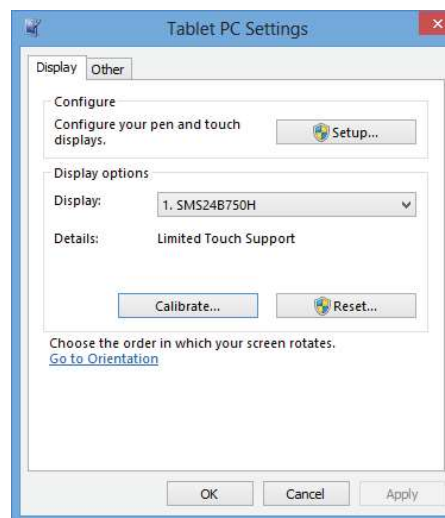 Tablet PC Settings
Display Other
Configure
Configure your pen and touch
displays.
Setup...
Display options
Display: 1. SMS24B750H
Details: Limited Touch Support
Calibrate... Reset...
Choose the order in which your screen rotates.
Go to Orientation
OK Cancel Apply